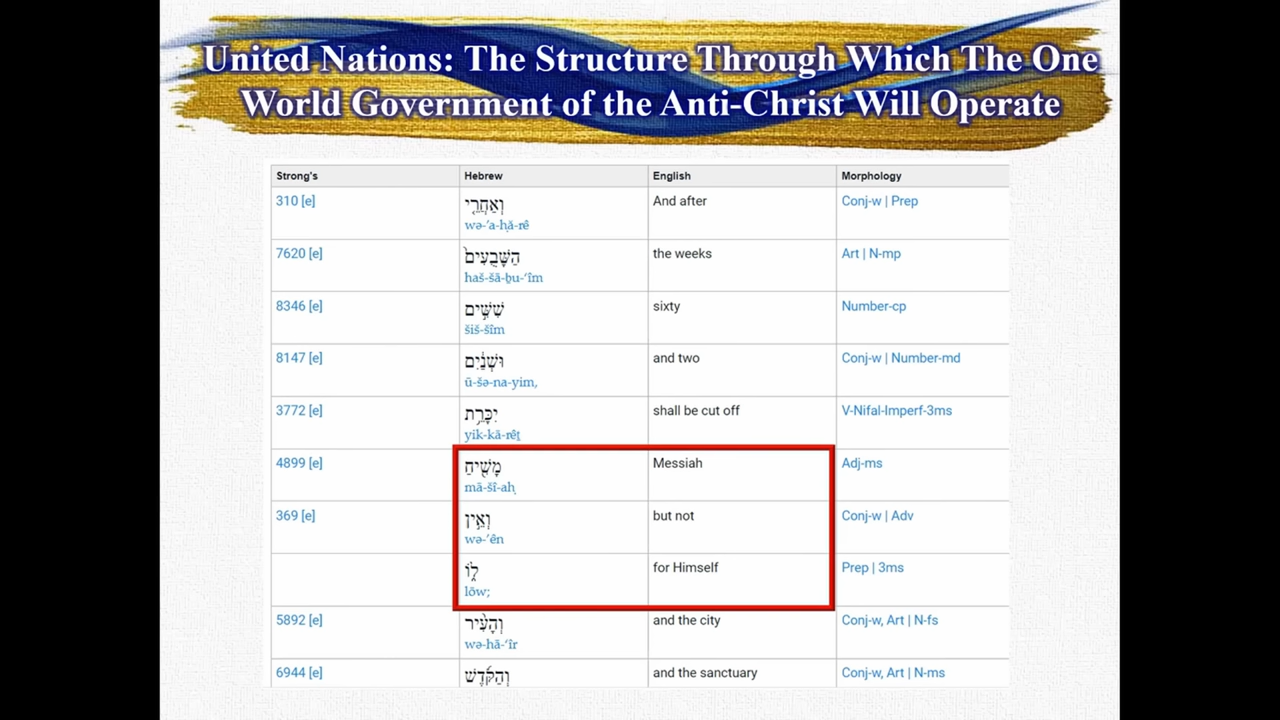 United Nations: The Structure Through Which The One
World Government of the Anti-Christ Will Operate
Strong's Hebrew English Morphology
310 [e] וְאַחֲרֵ֤י And after Conj-w | Prep
wə-’a-ḥă-rê
7620 [e] הַשָּׁבֻעִים֙ the weeks Art | N-mp
haš-šā-ḇu-‘îm
8346 [e] שִׁשִּׁ֣ים sixty Number-cp
šiš-šîm
8147 [e] וּשְׁנַ֔יִם and two Conj-w | Number-md
ū-šə-na-yim,
3772 [e] יִכָּרֵ֥ת shall be cut off V-Nifal-Imperf-3ms
yik-kā-rêṯ
4899 [e] מָשִׁ֖יחַ Messiah Adj-ms
mā-šî-aḥ
369 [e] וְאֵ֣ין but not Conj-w | Adv
wə-’ên
ל֑וֹ for Himself Prep | 3ms
lōw;
5892 [e] וְהָעִ֨יר and the city Conj-w, Art | N-fs
wə-hā-‘îr
6944 [e] וְהַקֹּ֜דֶשׁ and the sanctuary Conj-w, Art | N-ms